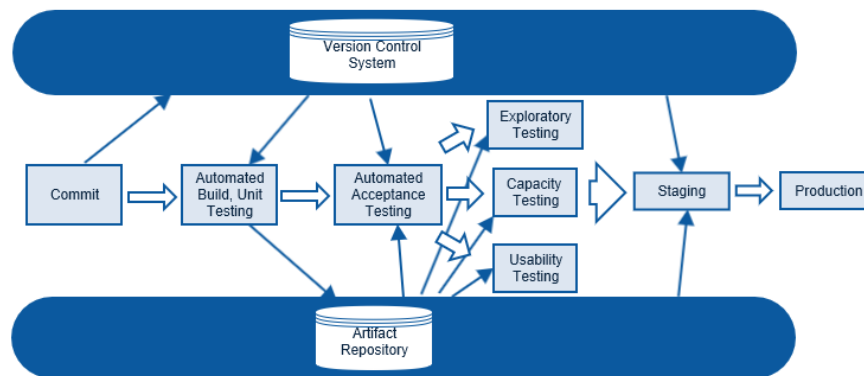 Version Control
System
Commit
Automated
Build, Unit
Testing
Automated
Acceptance
Testing
Exploratory
Testing
Capacity
Testing
Usability
Testing
Staging
Production
Artifact
Repository